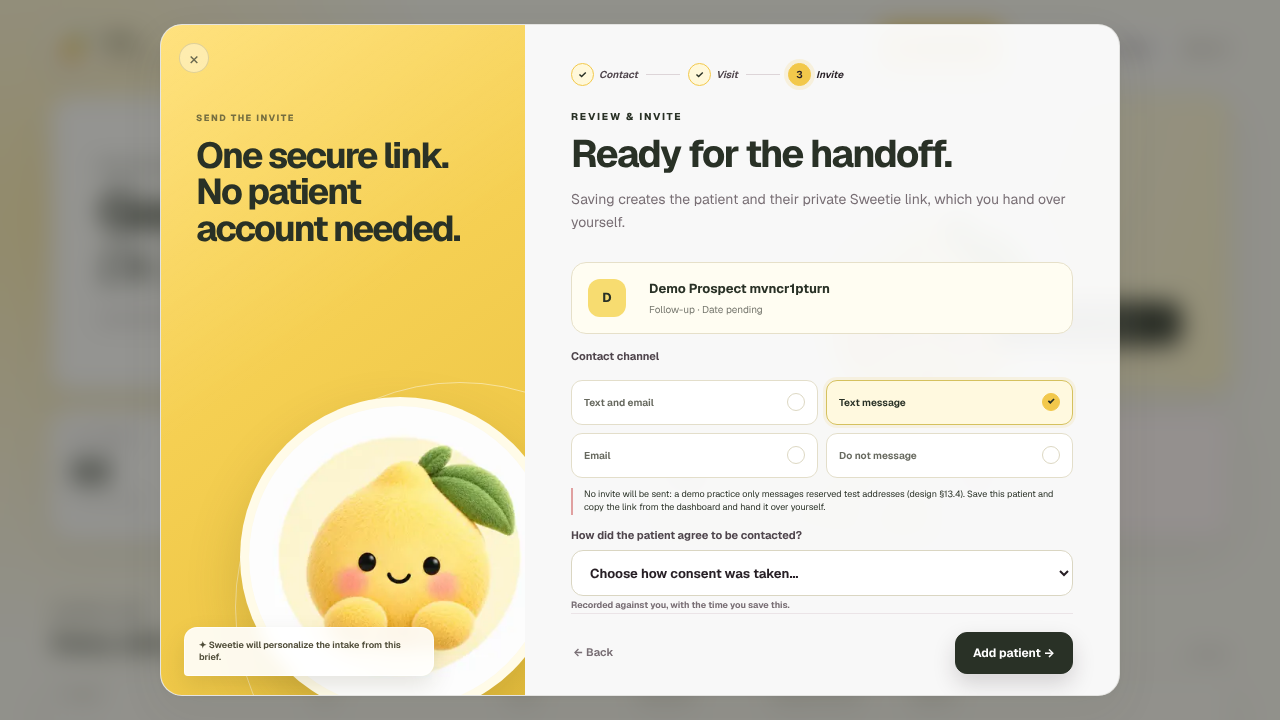 ×
SEND THE INVITE
One secure link.
No patient
account needed.
✦ Sweetie will personalize the intake from this
brief.
✓ Contact ✓ Visit 3 Invite
REVIEW & INVITE
Ready for the handoff.
Saving creates the patient and their private Sweetie link, which you hand over
yourself.
D
Demo Prospect mvncr1pturn
Follow-up · Date pending
Contact channel
Text and email
Text message
Email
Do not message
No invite will be sent: a demo practice only messages reserved test addresses (design §13.4). Save this patient and
copy the link from the dashboard and hand it over yourself.
How did the patient agree to be contacted?
Choose how consent was taken...
Recorded against you, with the time you save this.
← Back
Add patient →